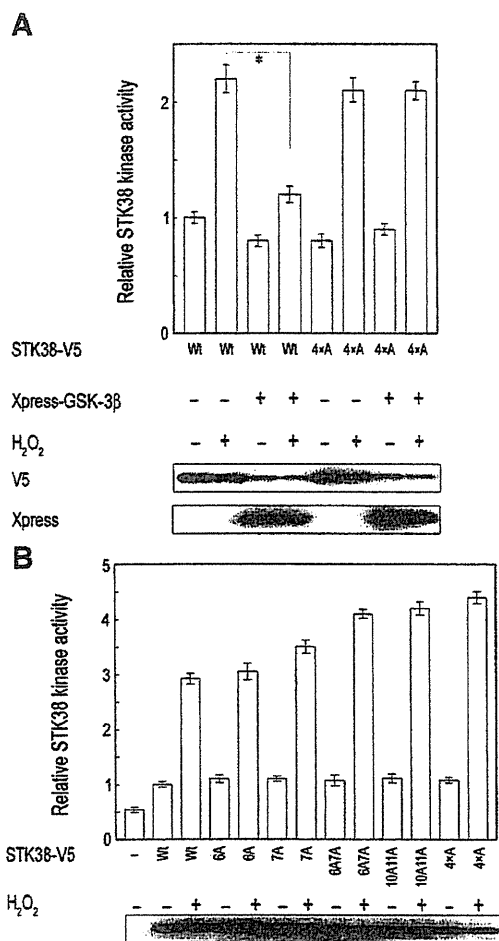 A
Relative STK38 kinase activity
2
1
0
*
STK38-V5
Wt Wt Wt Wt 4×A 4×A 4×A 4×A
Xpress-GSK-3β
− − + + − − + +
H₂O₂
− + − + − + − +
V5
Xpress
B
Relative STK38 kinase activity
5
4
3
2
1
0
STK38-V5
− Wt Wt 6A 6A 7A 7A 6A7A 6A7A 10A11A 10A11A 4×A 4×A
H₂O₂
− − + − + − + − + − + − +